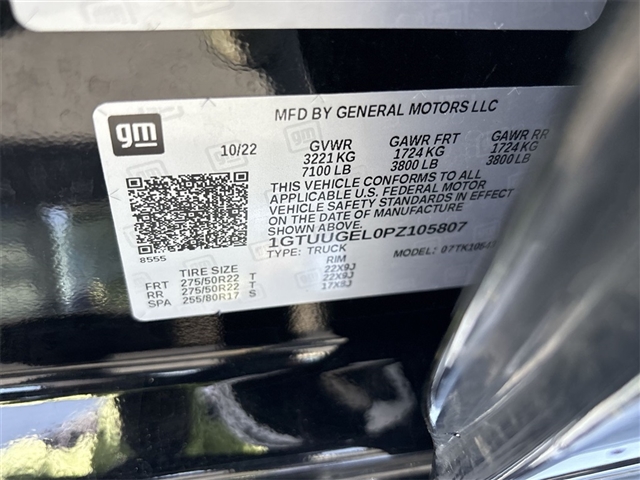 gm
MFD BY GENERAL MOTORS LLC
10/22 GVWR GAWR FRT GAWR RR
3221 KG 1724 KG 1724 KG
7100 LB 3800 LB 3800 LB
THIS VEHICLE CONFORMS TO ALL
APPLICABLE U.S. FEDERAL MOTOR
VEHICLE SAFETY STANDARDS IN EFFECT
ON THE DATE OF MANUFACTURE
SHOWN ABOVE.
8555
1GTUUGEL0PZ105807
TYPE: TRUCK MODEL:
TIRE SIZE RIM
FRT 275/50R22 T 22X9J
RR 275/50R22 T 22X9J
SPA 255/80R17 S 17X8J